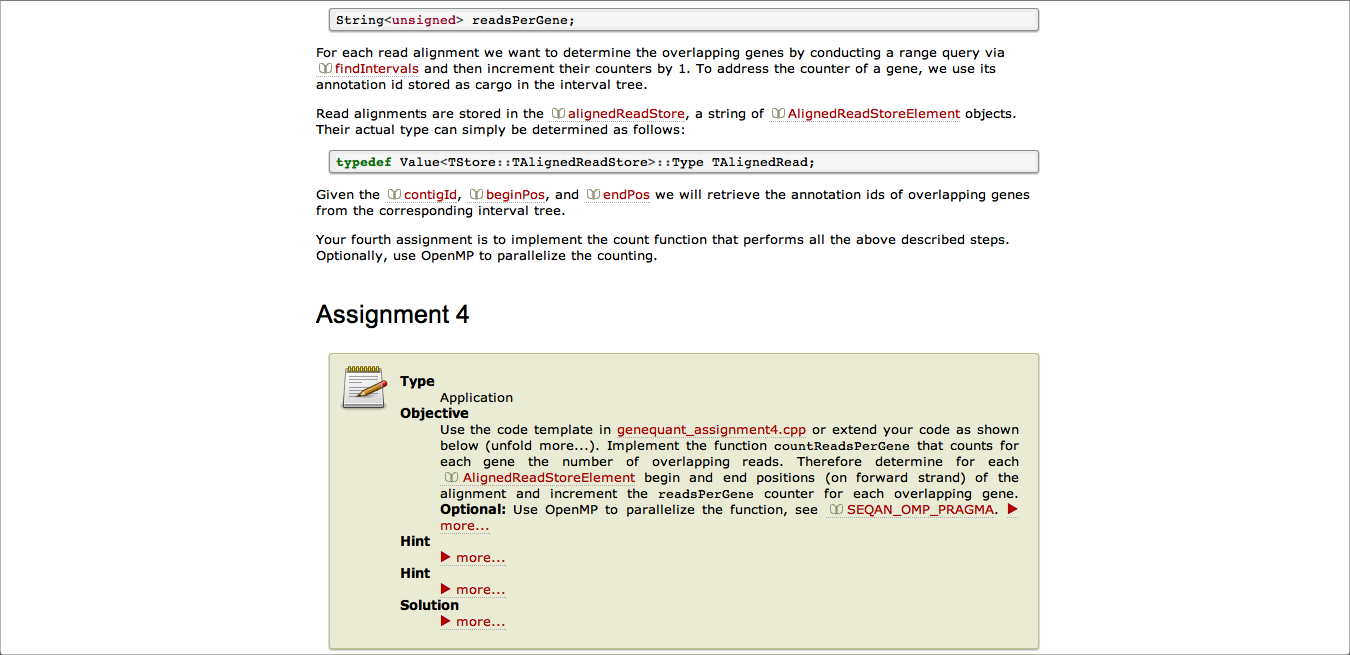 String<unsigned> readsPerGene;
For each read alignment we want to determine the overlapping genes by conducting a range query via
findIntervals and then increment their counters by 1. To address the counter of a gene, we use its
annotation id stored as cargo in the interval tree.
Read alignments are stored in the alignedReadStore, a string of AlignedReadStoreElement objects.
Their actual type can simply be determined as follows:
typedef Value<TStore::TAlignedReadStore>::Type TAlignedRead;
Given the contigId, beginPos, and endPos we will retrieve the annotation ids of overlapping genes
from the corresponding interval tree.
Your fourth assignment is to implement the count function that performs all the above described steps.
Optionally, use OpenMP to parallelize the counting.
Assignment 4
Type
Application
Objective
Use the code template in genequant_assignment4.cpp or extend your code as shown
below (unfold more...). Implement the function countReadsPerGene that counts for
each gene the number of overlapping reads. Therefore determine for each
AlignedReadStoreElement begin and end positions (on forward strand) of the
alignment and increment the readsPerGene counter for each overlapping gene.
Optional: Use OpenMP to parallelize the function, see SEQAN_OMP_PRAGMA. ▶
more...
Hint
▶ more...
Hint
▶ more...
Solution
▶ more...